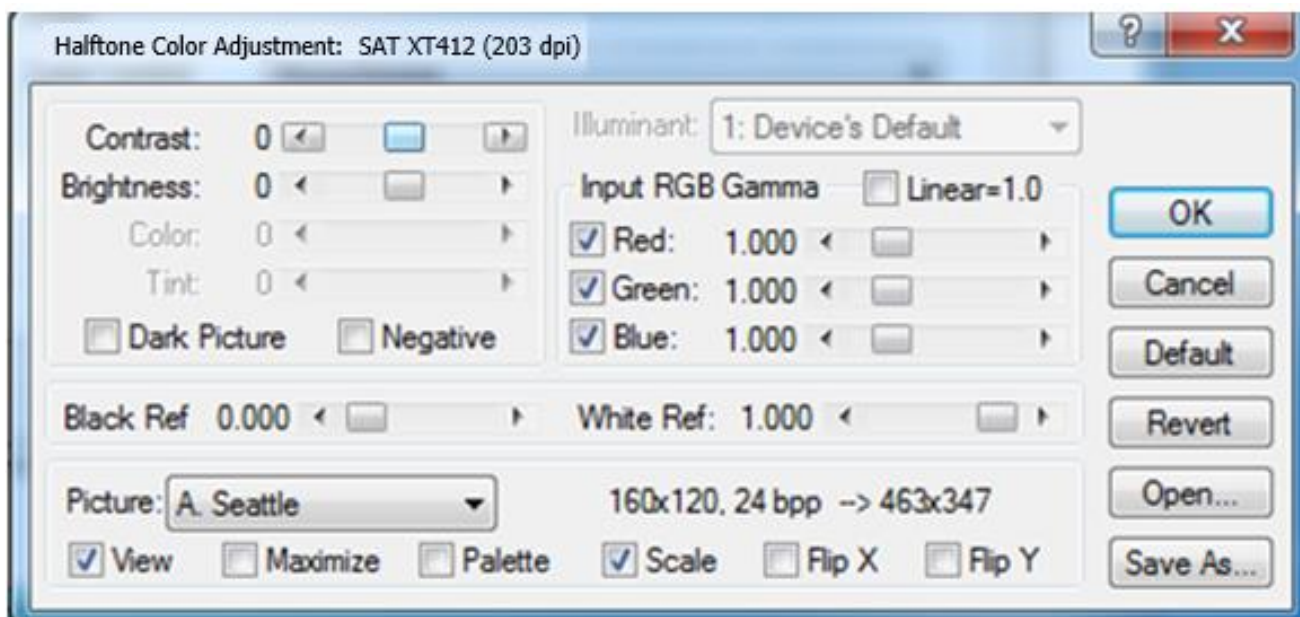 Halftone Color Adjustment: SAT XT412 (203 dpi)
?
Contrast: 0
Brightness: 0
Color: 0
Tint: 0
Dark Picture
Negative
Illuminant: 1: Device's Default
Input RGB Gamma
Linear=1.0
Red: 1.000
Green: 1.000
Blue: 1.000
Black Ref 0.000
White Ref: 1.000
Picture: A. Seattle
160x120, 24 bpp --> 463x347
View
Maximize
Palette
Scale
Flip X
Flip Y
OK
Cancel
Default
Revert
Open...
Save As...